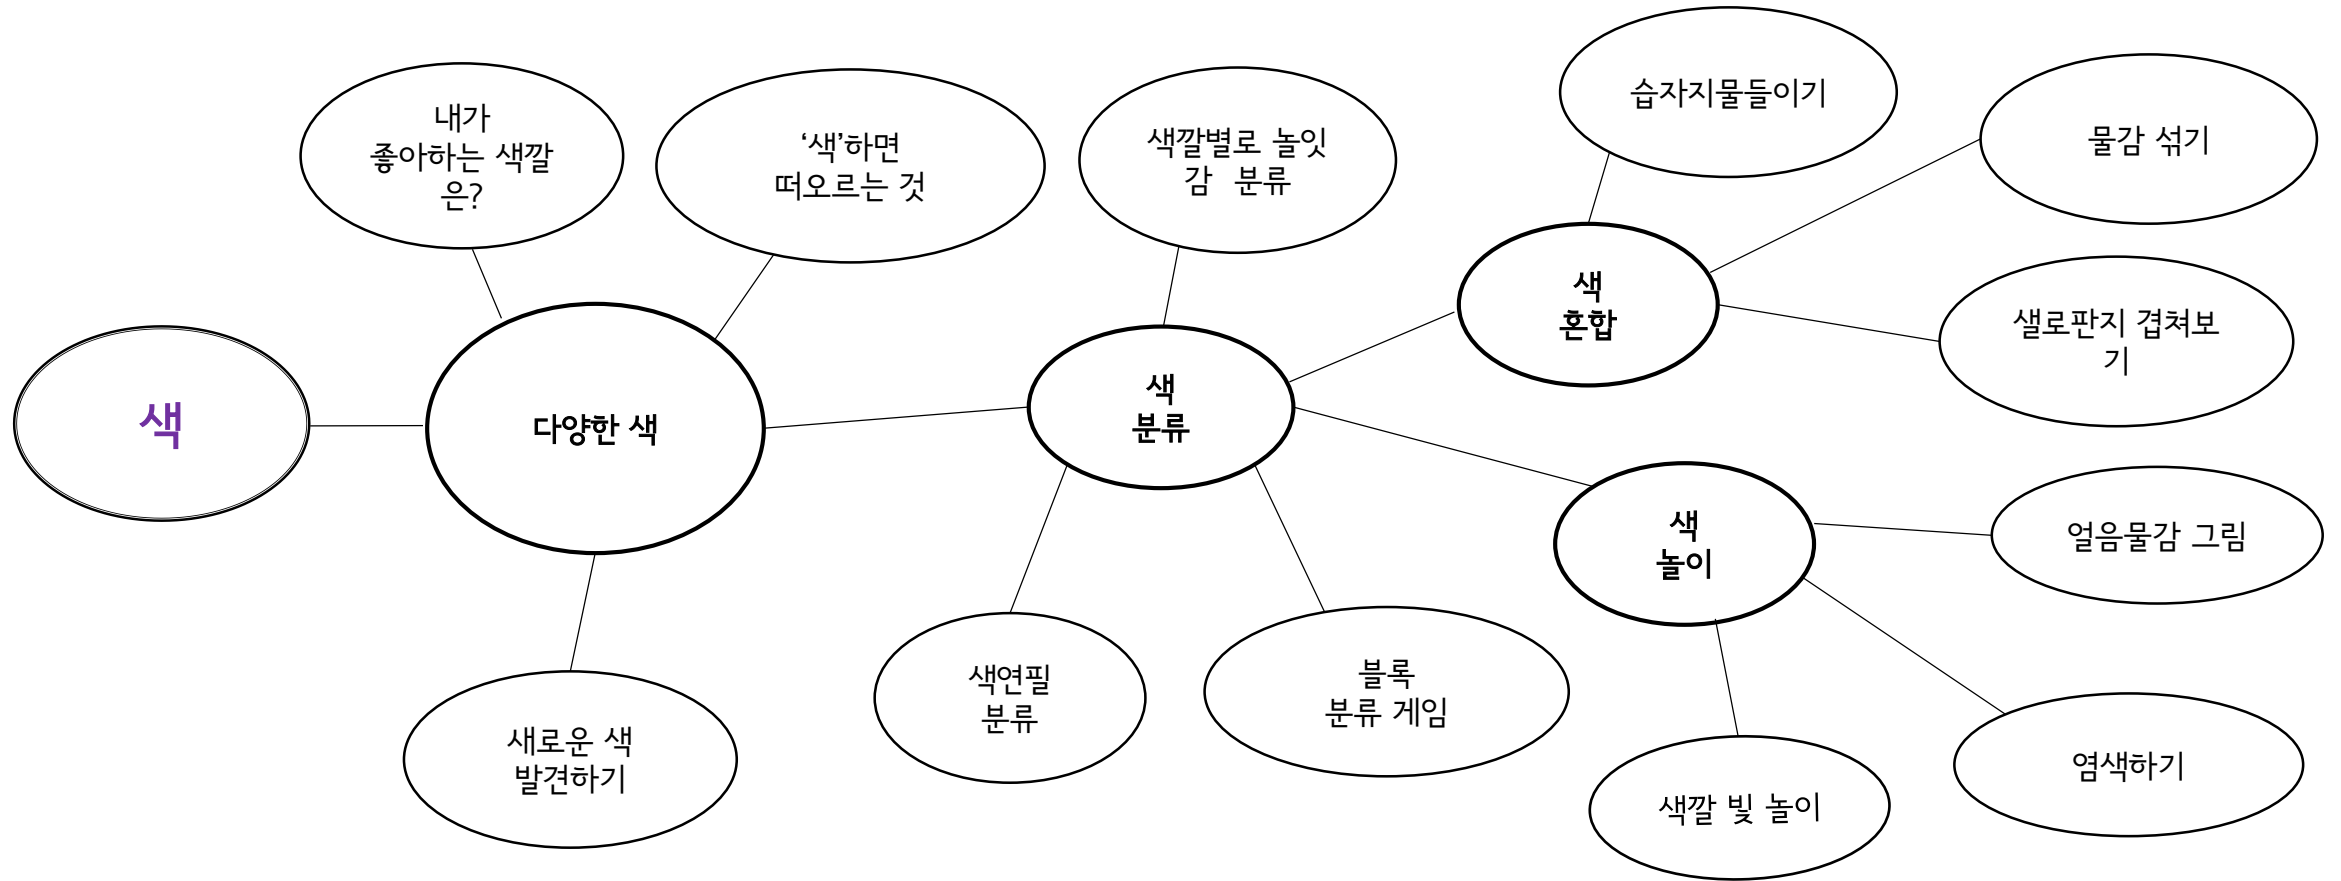 색
내가
좋아하는 색깔
은?
‘색’하면
떠오르는 것
다양한 색
새로운 색
발견하기
색깔별로 놀잇
감 분류
색
분류
색연필
분류
블록
분류 게임
습자지물들이기
물감 섞기
색
혼합
샐로판지 겹쳐보
기
색
놀이
얼음물감 그림
염색하기
색깔 빛 놀이